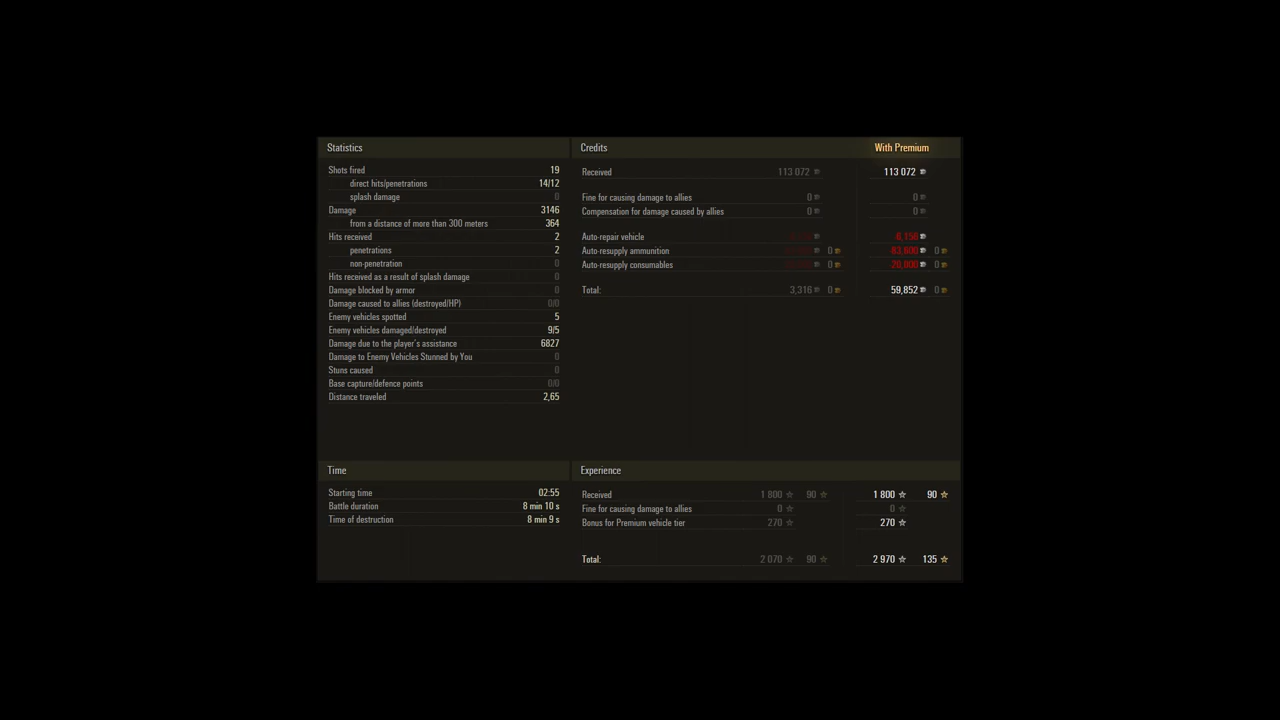 Statistics
Shots fired 19
direct hits/penetrations 14/12
splash damage 0
Damage 3146
from a distance of more than 300 meters 364
Hits received 2
penetrations 2
non-penetration 0
Hits received as a result of splash damage 0
Damage blocked by armor 0
Damage caused to allies (destroyed/HP) 0/0
Enemy vehicles spotted 5
Enemy vehicles damaged/destroyed 9/5
Damage due to the player's assistance 6827
Damage to Enemy Vehicles Stunned by You 0
Stuns caused 0
Base capture/defence points 0/0
Distance traveled 2,65
Credits With Premium
Received 113 072 113 072
Fine for causing damage to allies 0 0
Compensation for damage caused by allies 0 0
Auto-repair vehicle
Auto-resupply ammunition 0 0
Auto-resupply consumables 0 -20,000 0
Total: 3,316 0 59,852 0
Time
Starting time 02:55
Battle duration 8 min 10 s
Time of destruction 8 min 9 s
Experience
Received 1 800 90 1 800 90
Fine for causing damage to allies 0 0
Bonus for Premium vehicle tier 270 270
Total: 2 070 90 2 970 135